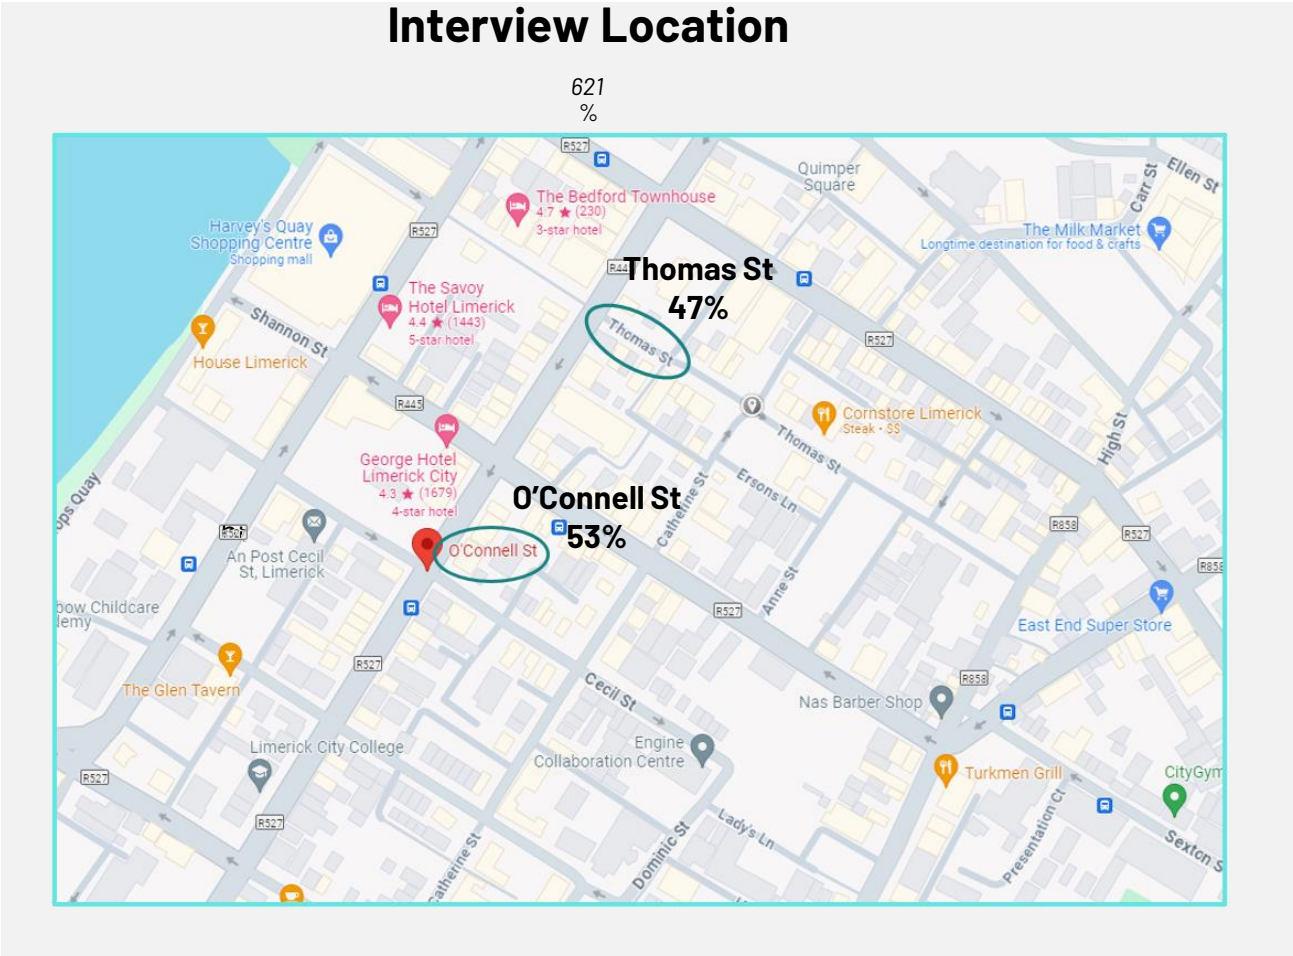 Interview Location
621
%
R527
Quimper
Square
Ellen St
Carr St
The Bedford Townhouse
4.7 ★ (230)
3-star hotel
Harvey's Quay
Shopping Centre
Shopping mall
R527
The Milk Market
Longtime destination for food & crafts
Thomas St
47%
The Savoy
Hotel Limerick
4.4 ★ (1443)
5-star hotel
Shannon St
Thomas St
R527
House Limerick
R445
Cornstore Limerick
Steak • $$
High St
Thomas St
George Hotel
Limerick City
4.3 ★ (1679)
4-star hotel
Ersons Ln
Catherine St
O'Connell St
53%
O'Connell St
An Post Cecil
St, Limerick
R858
R527
R858
Anne St
R527
East End Super Store
R527
The Glen Tavern
Cecil St
R858
Nas Barber Shop
Limerick City College
Engine
Collaboration Centre
Turkmen Grill
CityGym
R527
R527
Lady's Ln
Presentation Ct
Dominic St